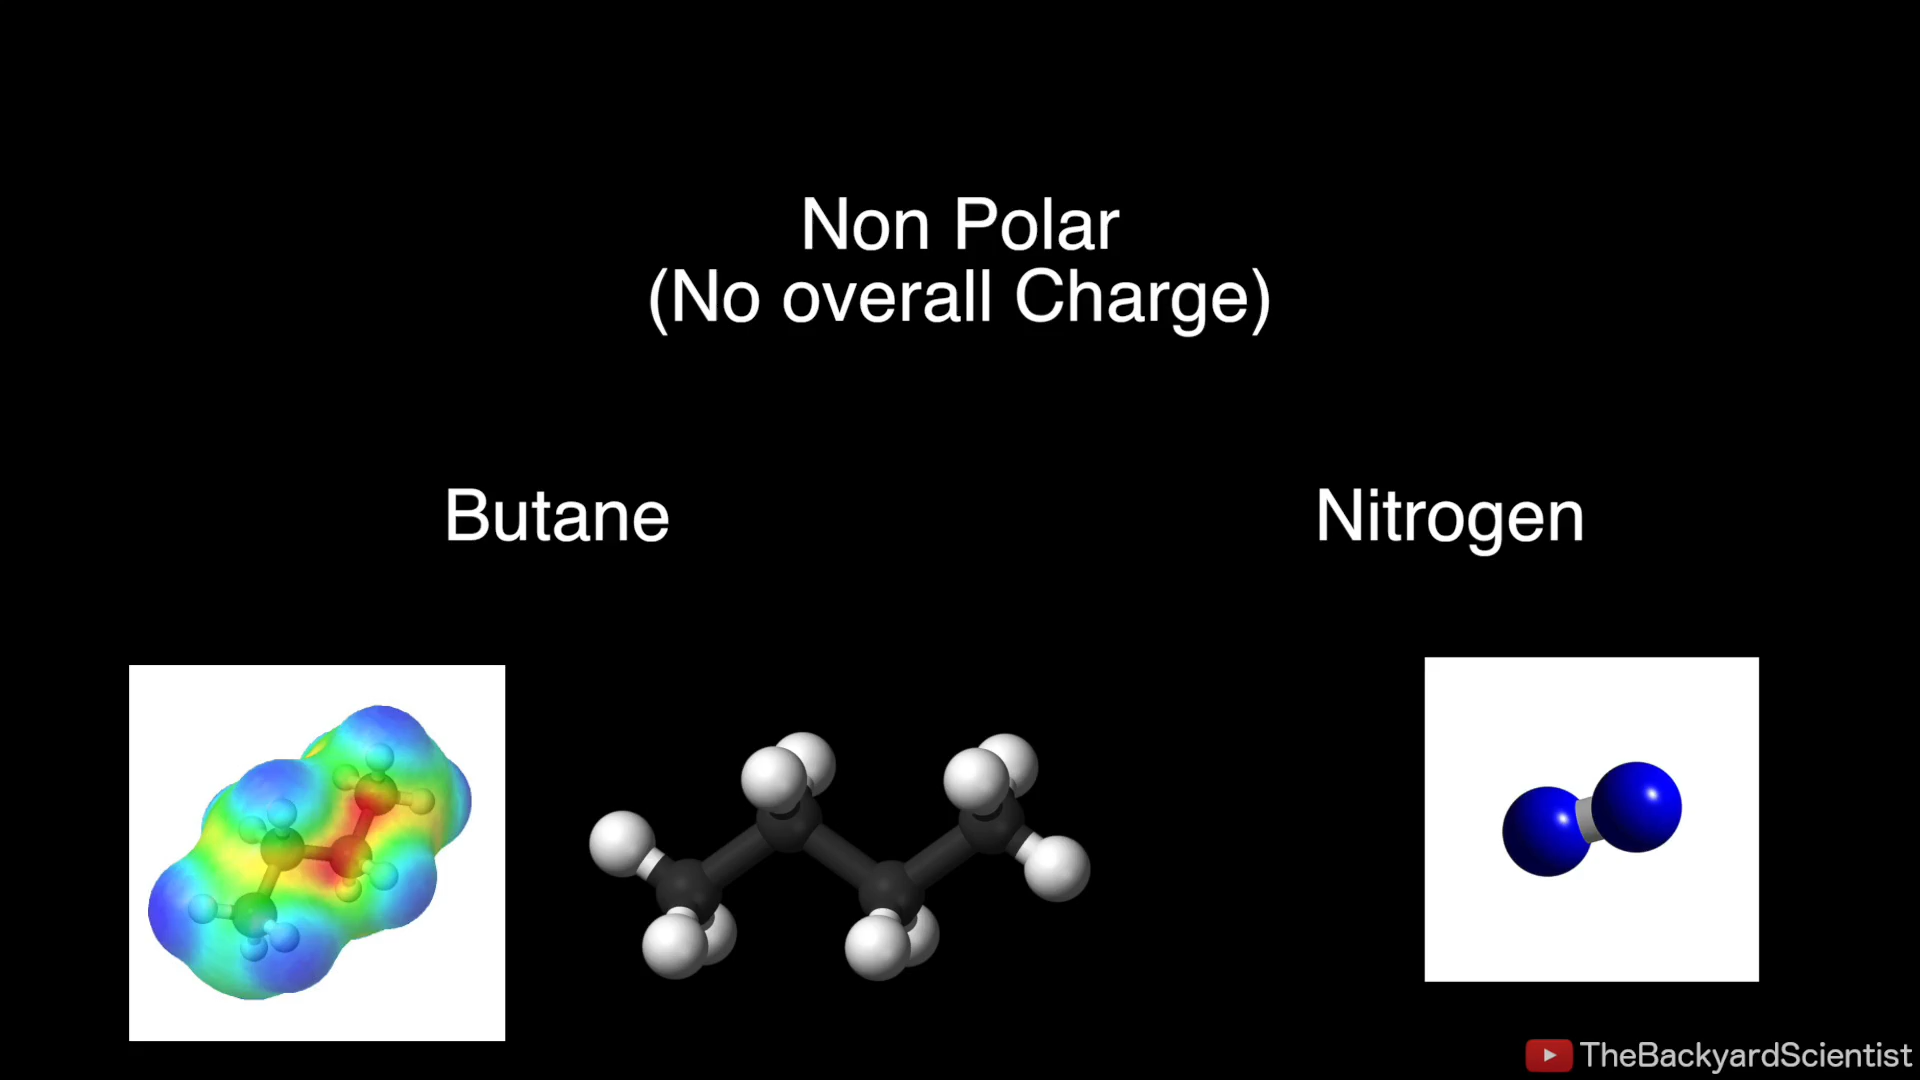 Non Polar
(No overall Charge)
Butane
Nitrogen
TheBackyardScientist